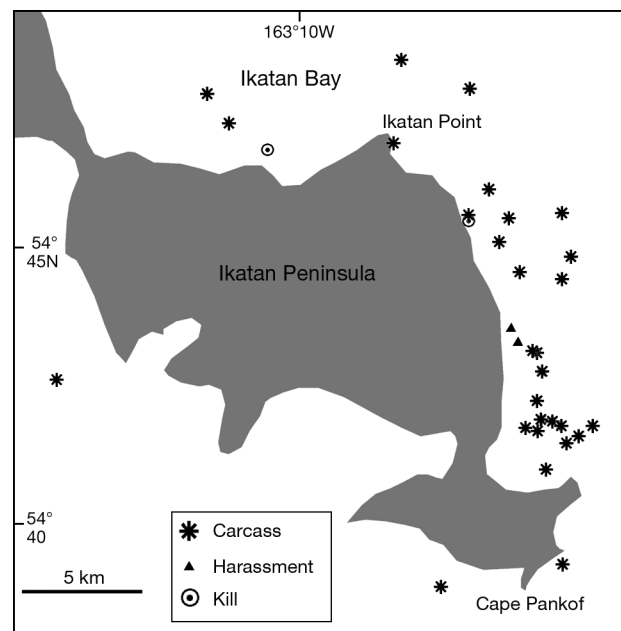 163°10W
Ikatan Bay
Ikatan Point
54°
45N
Ikatan Peninsula
54°
40
Carcass
Harassment
Kill
5 km
Cape Pankof